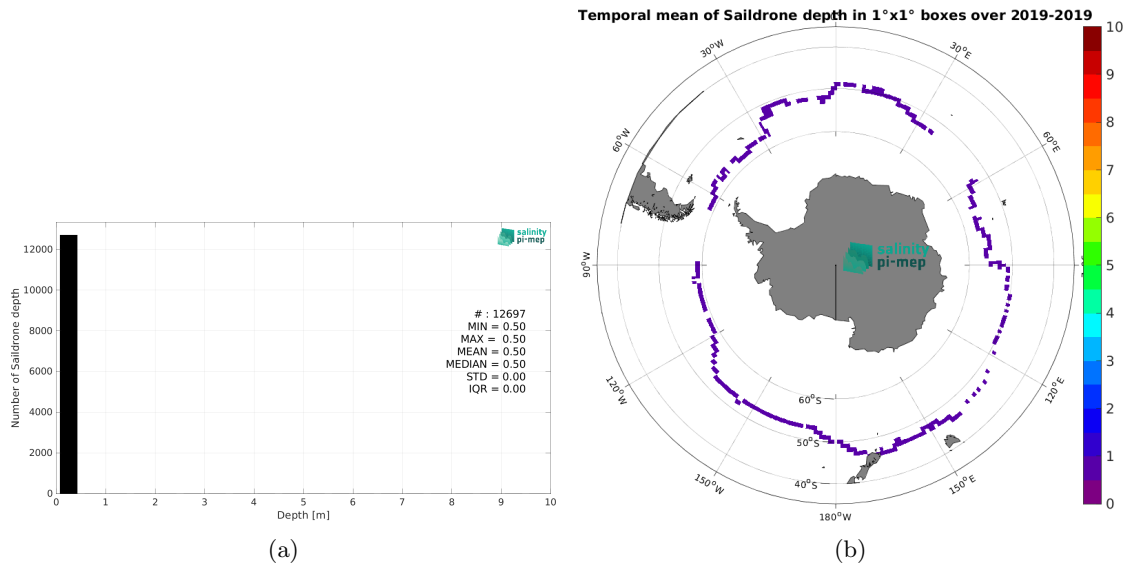 Temporal mean of Saildrone depth in 1°x1° boxes over 2019-2019
salinity
pi-mep
Number of Saildrone depth
12000
10000
8000
6000
4000
2000
0
# : 12697
MIN = 0.50
MAX = 0.50
MEAN = 0.50
MEDIAN = 0.50
STD = 0.00
IQR = 0.00
1 2 3 4 5 6 7 8 9 10
Depth [m]
(a)
30°W
30°E
60°W
60°E
90°W
salinity
pi-mep
120°W
120°E
60°S
50°S
40°S
150°W
150°E
180°W
10
9
8
7
6
5
4
3
2
1
0
(b)